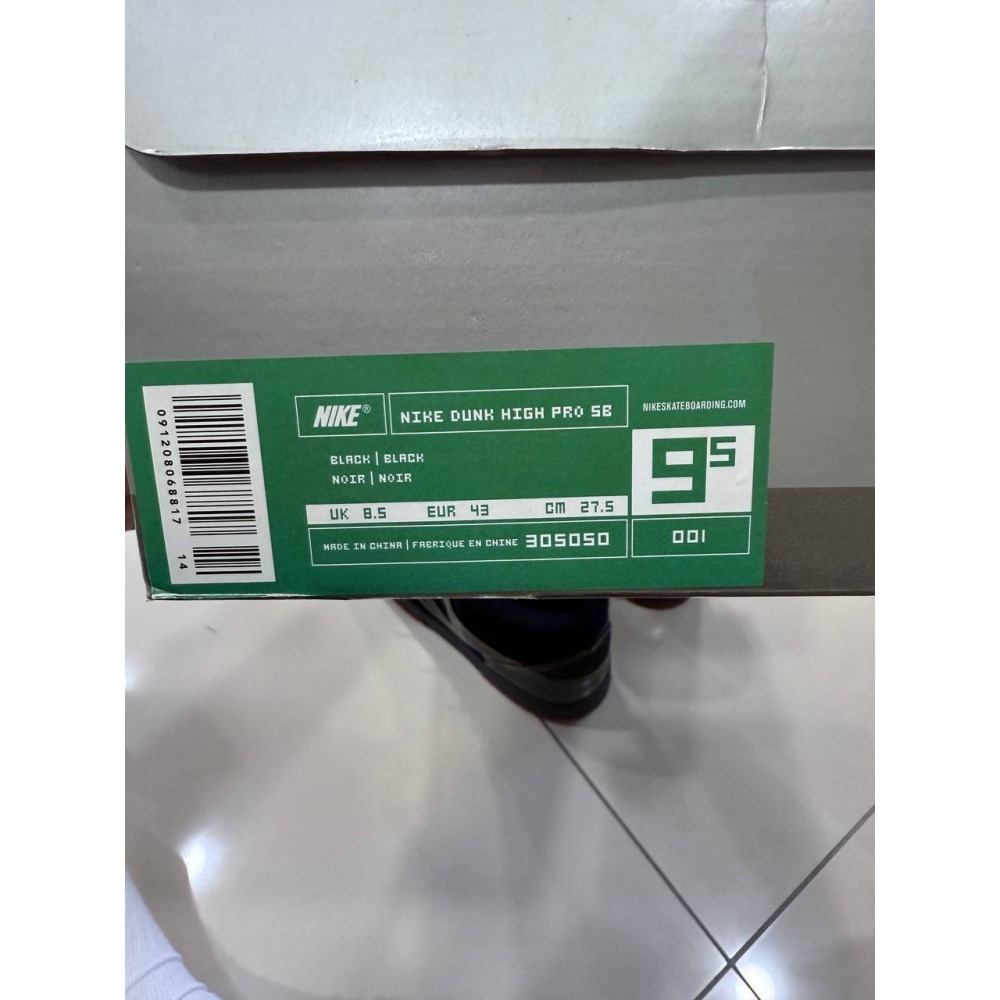 091208068817 14
NIKE®
NIKE DUNK HIGH PRO SB
NIKESKATEBOARDING.COM
BLACK | BLACK
NOIR | NOIR
9 5
UK 8.5 EUR 43 CM 27.5
MADE IN CHINA | FABRIQUE EN CHINE 305050
001